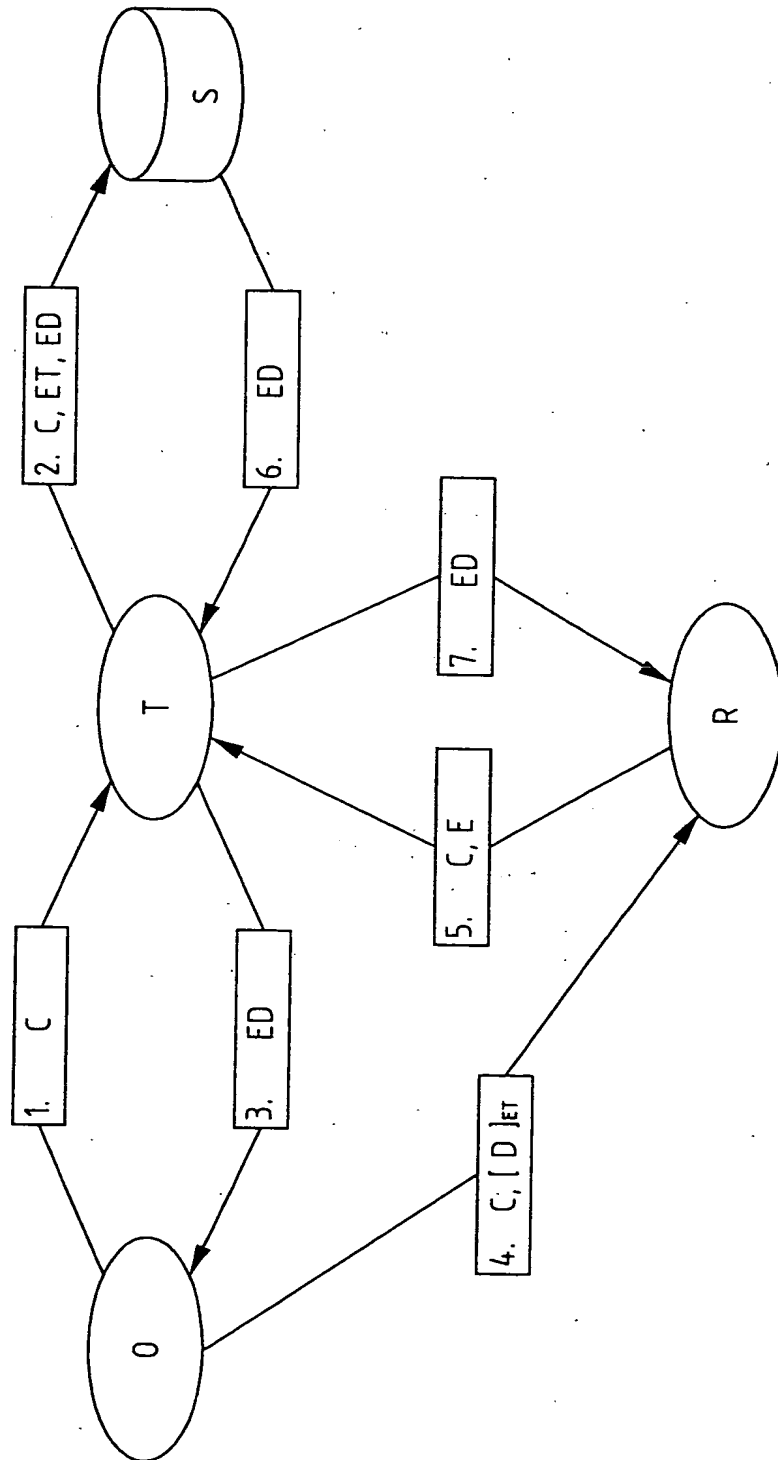 O
1. C
2. C, ET, ED
3. ED
T
S
6. ED
4. C, [ D ]ET
5. C, E
7. ED
R